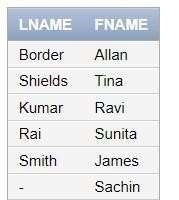 LNAME FNAME
Border Allan
Shields Tina
Kumar Ravi
Rai Sunita
Smith James
- Sachin